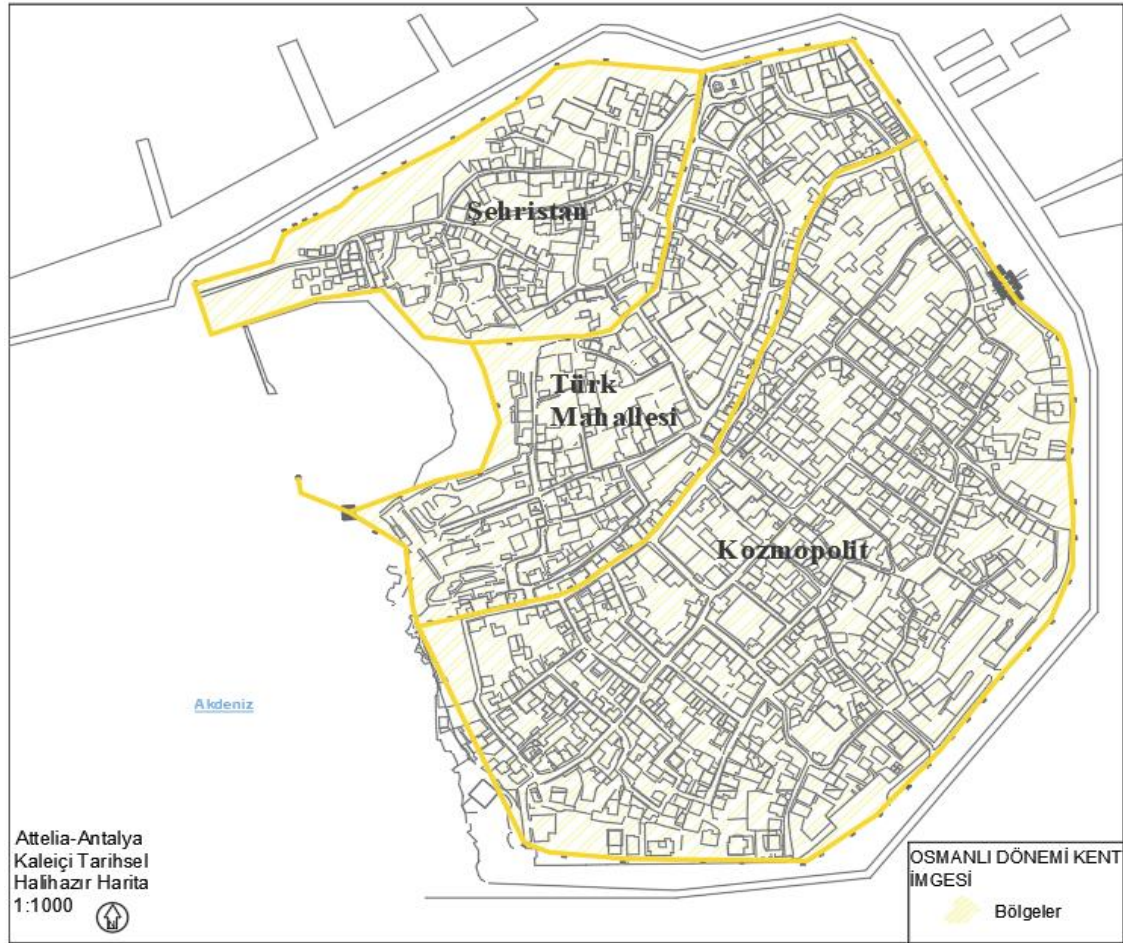 Şehristan
Türk
Mahallesi
Kozmopolit
Akdeniz
Attelia-Antalya
Kaleiçi Tarihsel
Halihazır Harita
1:1000
N
OSMANLI DÖNEMİ KENT
İMGESİ
Bölgeler